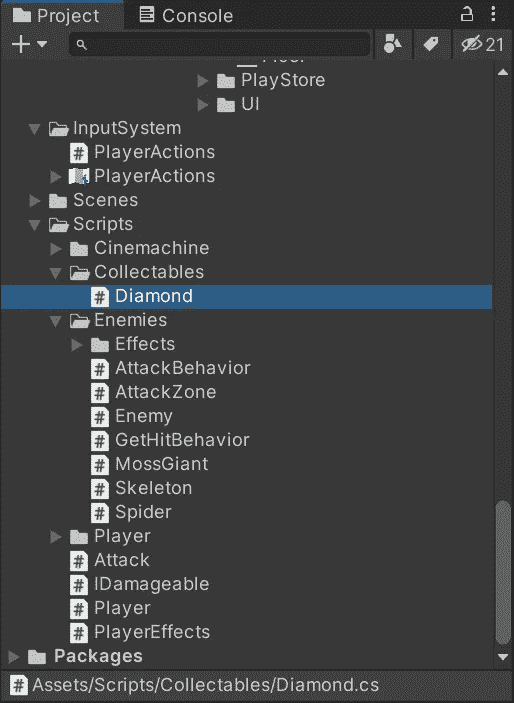 Project Console
21
PlayStore
UI
InputSystem
PlayerActions
PlayerActions
Scenes
Scripts
Cinemachine
Collectables
Diamond
Enemies
Effects
AttackBehavior
AttackZone
Enemy
GetHitBehavior
MossGiant
Skeleton
Spider
Player
Attack
IDamageable
Player
PlayerEffects
Packages
Assets/Scripts/Collectables/Diamond.cs